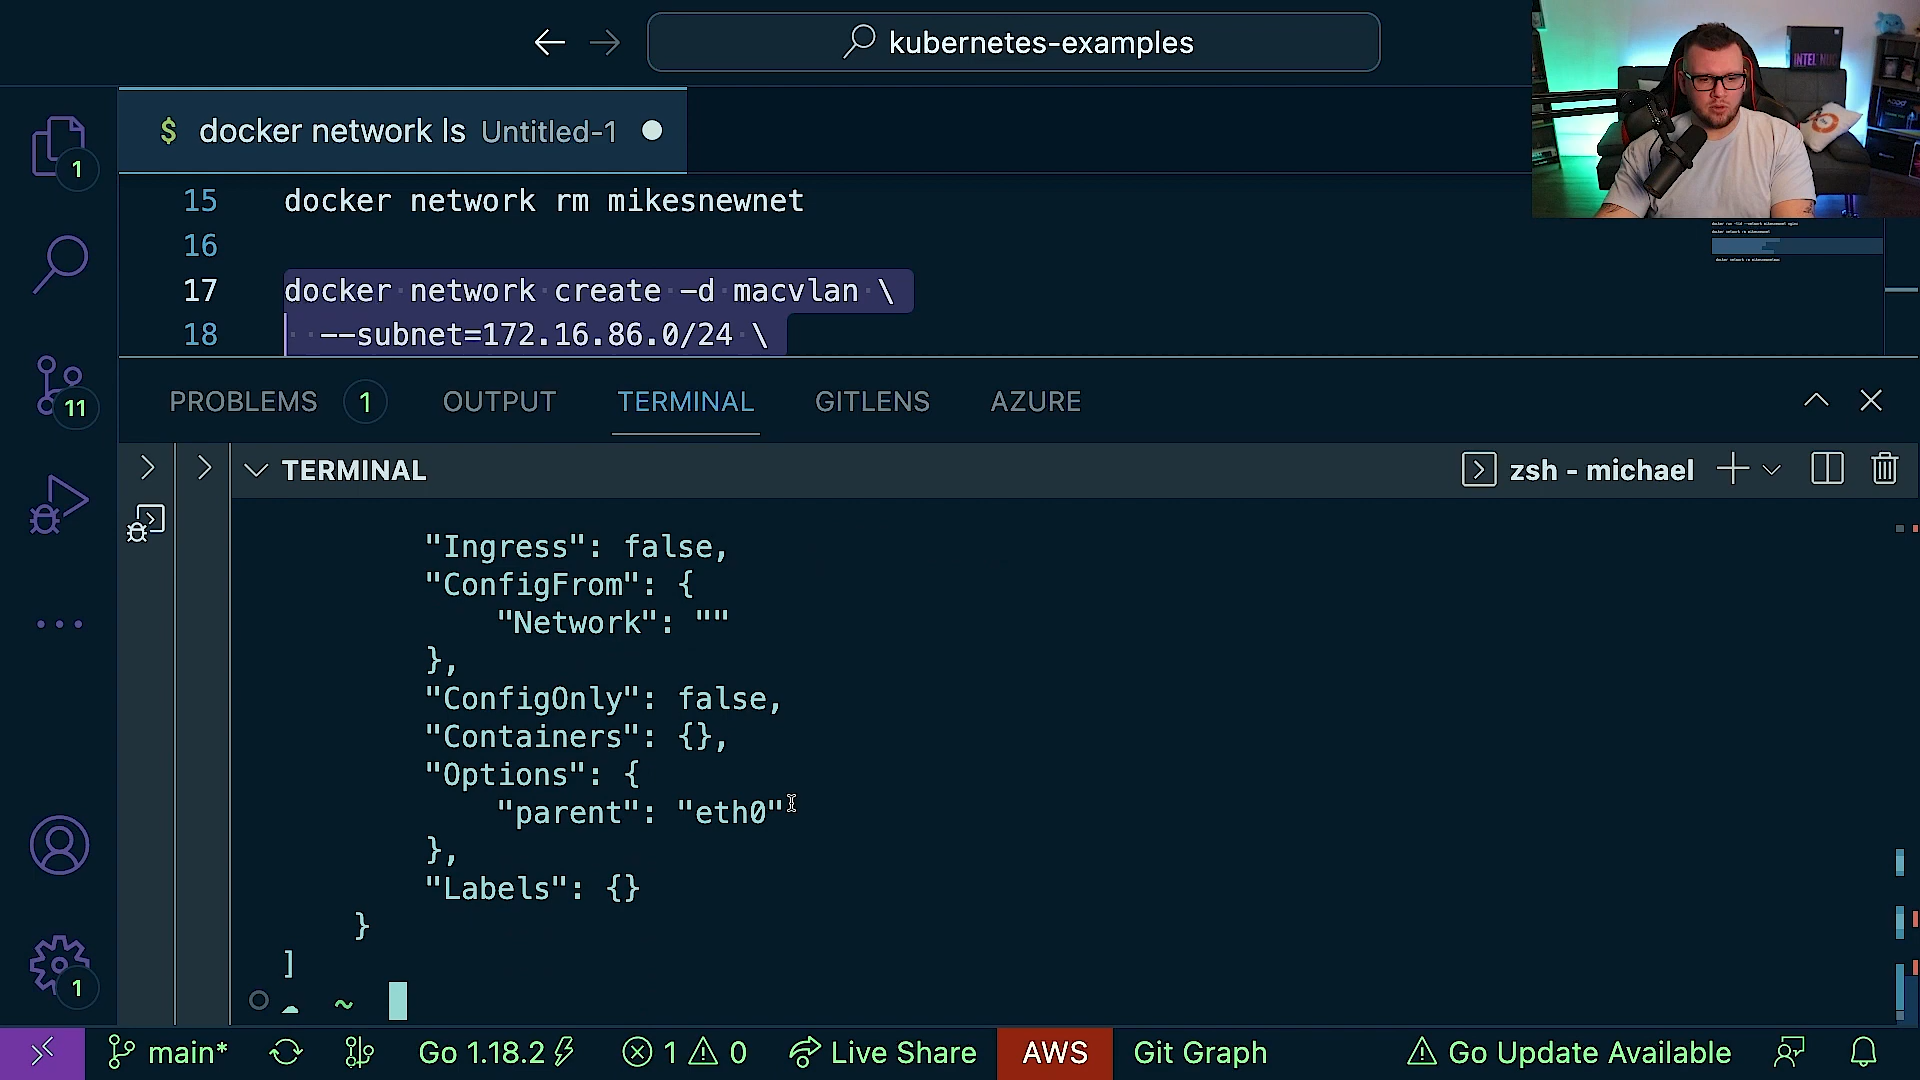 kubernetes-examples
INTEL NUC
$ docker network ls Untitled-1
1
15 docker network rm mikesnewnet
16
17 docker network create -d macvlan \
18 --subnet=172.16.86.0/24 \
11
PROBLEMS 1 OUTPUT TERMINAL GITLENS AZURE
TERMINAL
zsh - michael
"Ingress": false,
"ConfigFrom": {
"Network": ""
},
"ConfigOnly": false,
"Containers": {},
"Options": {
"parent": "eth0"
},
"Labels": {}
}
]
~
1
main* Go 1.18.2 1 0 Live Share AWS Git Graph Go Update Available